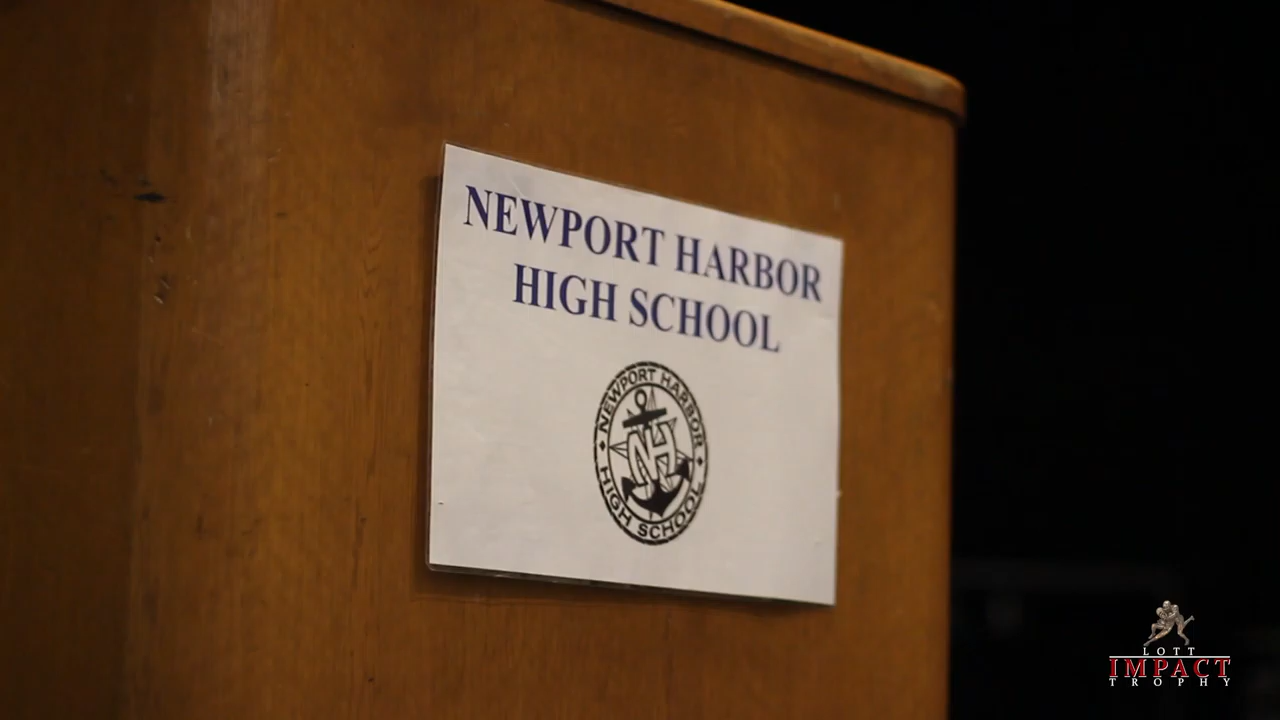 NEWPORT HARBOR
HIGH SCHOOL
NEWPORT HARBOR
NH
HIGH SCHOOL
LOTT
IMPACT
TROPHY